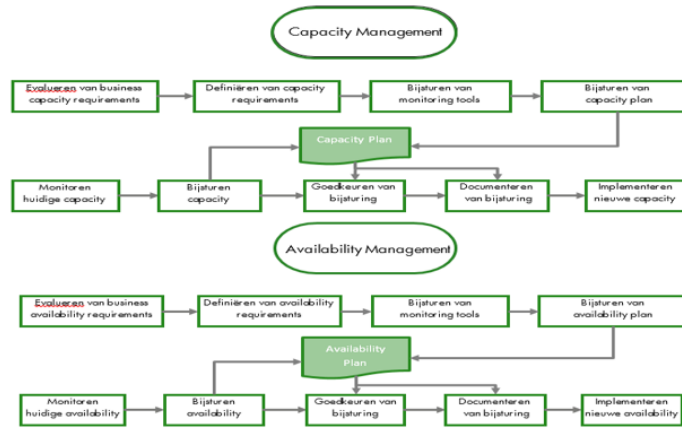 Capacity Management
Evalueren van business
capacity requirements
Definiëren van capacity
requirements
Bijsturen van
monitoring tools
Bijsturen van
capacity plan
Capacity Plan
Monitoren
huidige capacity
Bijsturen
capacity
Goedkeuren van
bijsturing
Documenteren
van bijsturing
Implementeren
nieuwe capacity
Availability Management
Evalueren van business
availability requirements
Definiëren van availability
requirements
Bijsturen van
monitoring tools
Bijsturen van
availability plan
Availability
Plan
Monitoren
huidige availability
Bijsturen
availability
Goedkeuren van
bijsturing
Documenteren
van bijsturing
Implementeren
nieuwe availability